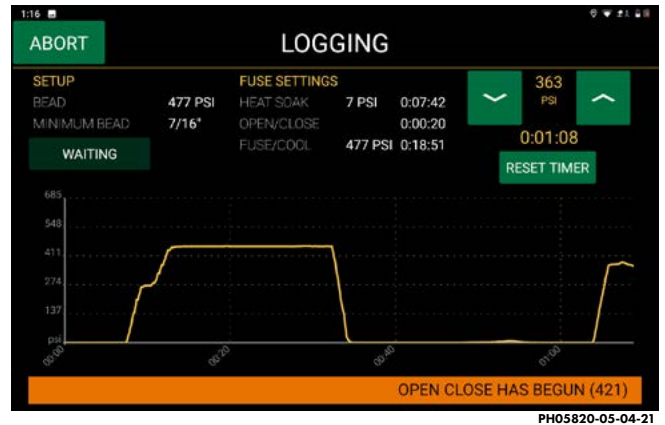 1:16
ABORT
LOGGING
SETUP
BEAD 477 PSI
MINIMUM BEAD 7/16"
WAITING
FUSE SETTINGS
HEAT SOAK 7 PSI 0:07:42
OPEN/CLOSE 0:00:20
FUSE/COOL 477 PSI 0:18:51
363
PSI
0:01:08
RESET TIMER
685
548
411
274
137
psi
00:00 00:20 00:40 01:00
OPEN CLOSE HAS BEGUN (421)
PH05820-05-04-21